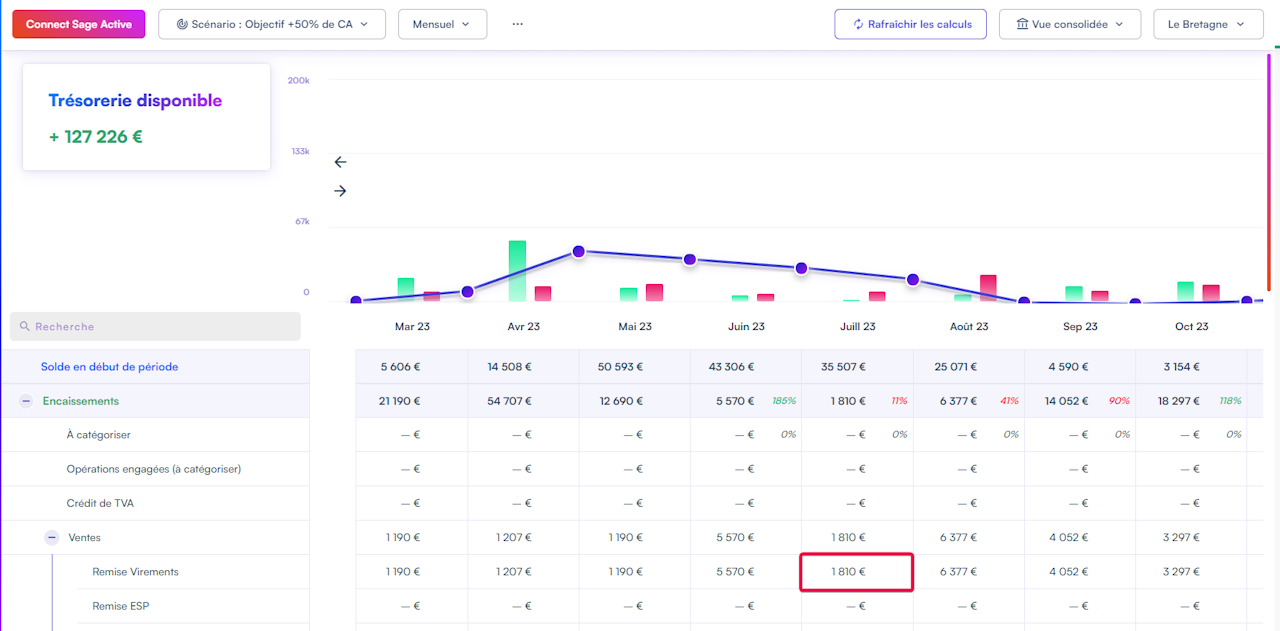 Connect Sage Active
Scénario : Objectif +50% de CA
Mensuel
...
Rafraîchir les calculs
Vue consolidée
Le Bretagne
Trésorerie disponible
+ 127 226 €
200k
133k
67k
0
Recherche
Mar 23 Avr 23 Mai 23 Juin 23 Juill 23 Août 23 Sep 23 Oct 23
Solde en début de période 5 606 € 14 508 € 50 593 € 43 306 € 35 507 € 25 071 € 4 590 € 3 154 €
Encaissements 21 190 € 54 707 € 12 690 € 5 570 € 185% 1 810 € 11% 6 377 € 41% 14 052 € 90% 18 297 € 118%
À catégoriser – € – € – € – € 0% – € 0% – € 0% – € 0% – € 0%
Opérations engagées (à catégoriser) – € – € – € – € – € – € – € – €
Crédit de TVA – € – € – € – € – € – € – € – €
Ventes 1 190 € 1 207 € 1 190 € 5 570 € 1 810 € 6 377 € 4 052 € 3 297 €
Remise Virements 1 190 € 1 207 € 1 190 € 5 570 € 1 810 € 6 377 € 4 052 € 3 297 €
Remise ESP – € – € – € – € – € – € – € – €